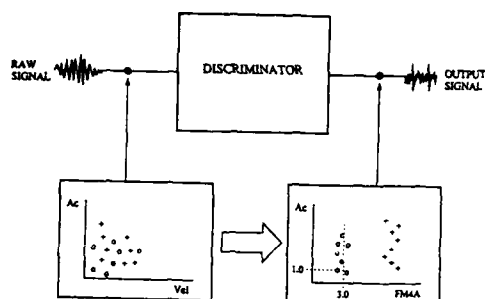 RAW
SIGNAL
DISCRIMINATOR
OUTPUT
SIGNAL
Ac
Vel
Ac
1.0
3.0
FM4A